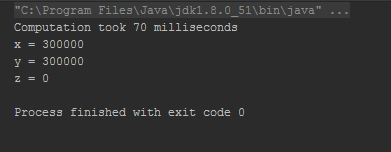 "C:\Program Files\Java\jdk1.8.0_51\bin\java" ...
Computation took 70 milliseconds
x = 300000
y = 300000
z = 0
Process finished with exit code 0